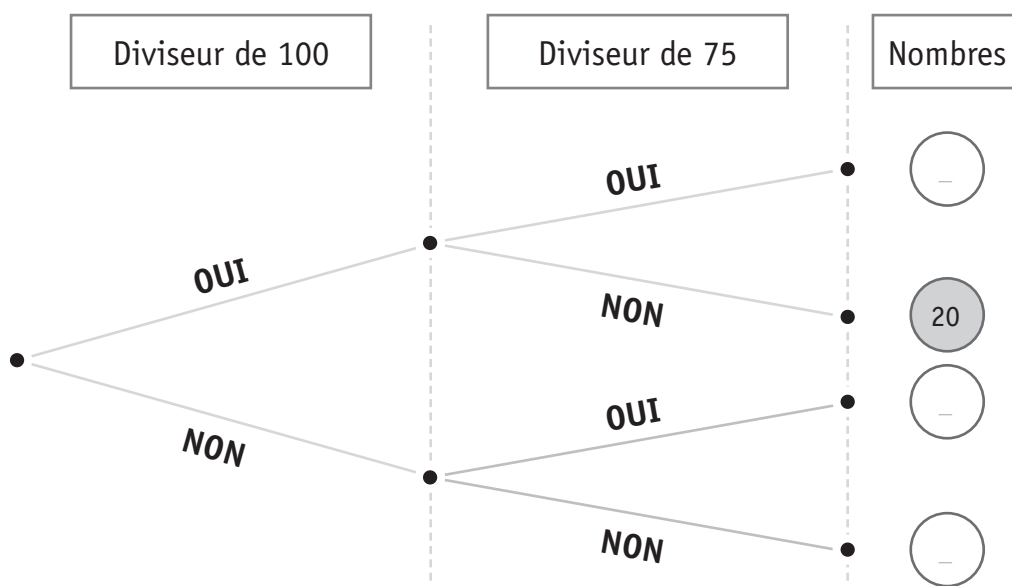 Diviseur de 100
Diviseur de 75
Nombres
OUI
_
OUI
NON
20
NON
OUI
_
NON
_